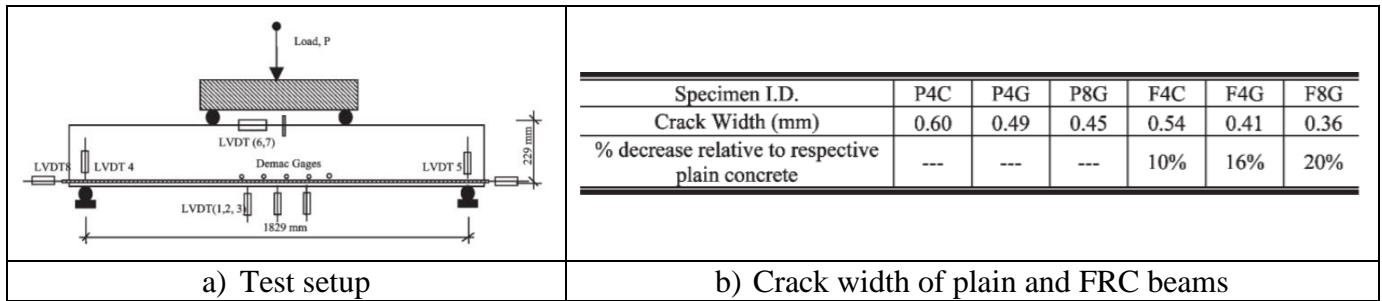 Load, P
LVDT (6,7)
229 mm
LVDT8
LVDT 4
Demac Gages
LVDT 5
LVDT(1,2, 3)
1829 mm
a) Test setup
Specimen I.D. P4C P4G P8G F4C F4G F8G
Crack Width (mm) 0.60 0.49 0.45 0.54 0.41 0.36
% decrease relative to respective
plain concrete --- --- --- 10% 16% 20%
b) Crack width of plain and FRC beams